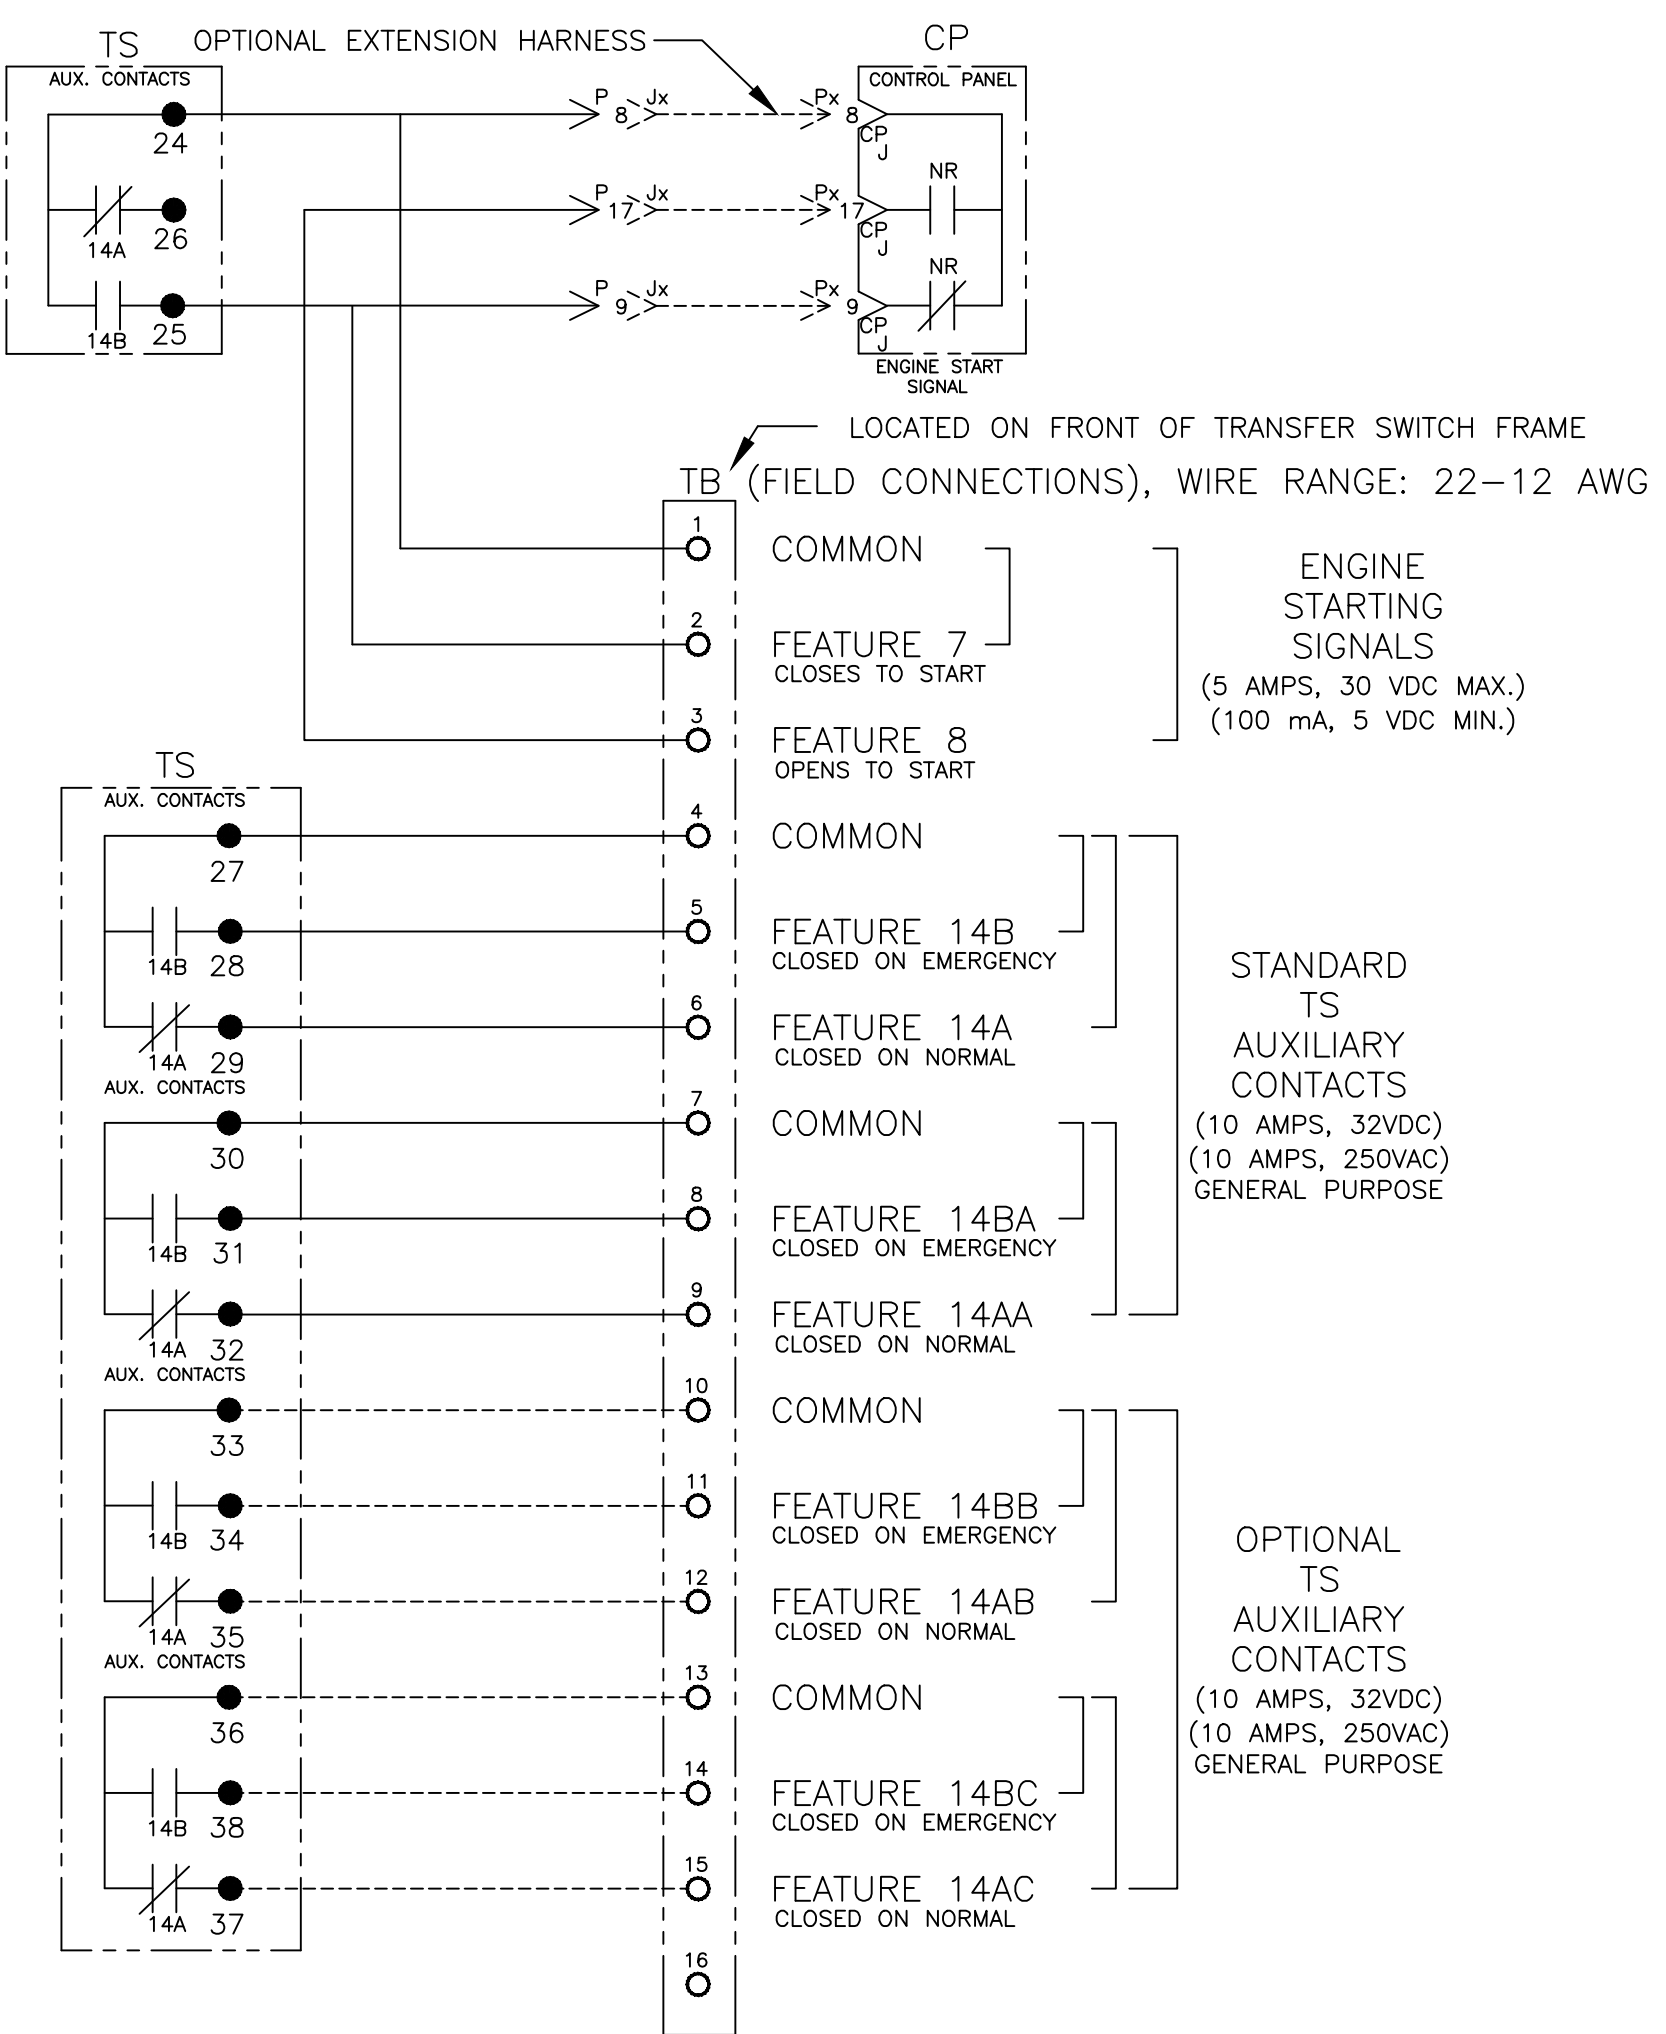 TS OPTIONAL EXTENSION HARNESS CP
AUX. CONTACTS CONTROL PANEL
P 8 Jx Px 8
24 CP
J
NR
P 17 Jx Px 17
14A 26 CP
J
NR
P 9 Jx Px 9
14B 25 CP
J
ENGINE START
SIGNAL
LOCATED ON FRONT OF TRANSFER SWITCH FRAME
TB (FIELD CONNECTIONS), WIRE RANGE: 22-12 AWG
1
COMMON
2
FEATURE 7
CLOSES TO START
3
FEATURE 8
OPENS TO START
ENGINE
STARTING
SIGNALS
(5 AMPS, 30 VDC MAX.)
(100 mA, 5 VDC MIN.)
TS
AUX. CONTACTS
4
COMMON
27
5
FEATURE 14B
CLOSED ON EMERGENCY
14B 28
6
FEATURE 14A
CLOSED ON NORMAL
14A 29
AUX. CONTACTS
7
COMMON
30
8
FEATURE 14BA
CLOSED ON EMERGENCY
14B 31
9
FEATURE 14AA
CLOSED ON NORMAL
14A 32
STANDARD
TS
AUXILIARY
CONTACTS
(10 AMPS, 32VDC)
(10 AMPS, 250VAC)
GENERAL PURPOSE
AUX. CONTACTS
10
COMMON
33
11
FEATURE 14BB
CLOSED ON EMERGENCY
14B 34
12
FEATURE 14AB
CLOSED ON NORMAL
14A 35
AUX. CONTACTS
13
COMMON
36
14
FEATURE 14BC
CLOSED ON EMERGENCY
14B 38
15
FEATURE 14AC
CLOSED ON NORMAL
14A 37
16
OPTIONAL
TS
AUXILIARY
CONTACTS
(10 AMPS, 32VDC)
(10 AMPS, 250VAC)
GENERAL PURPOSE